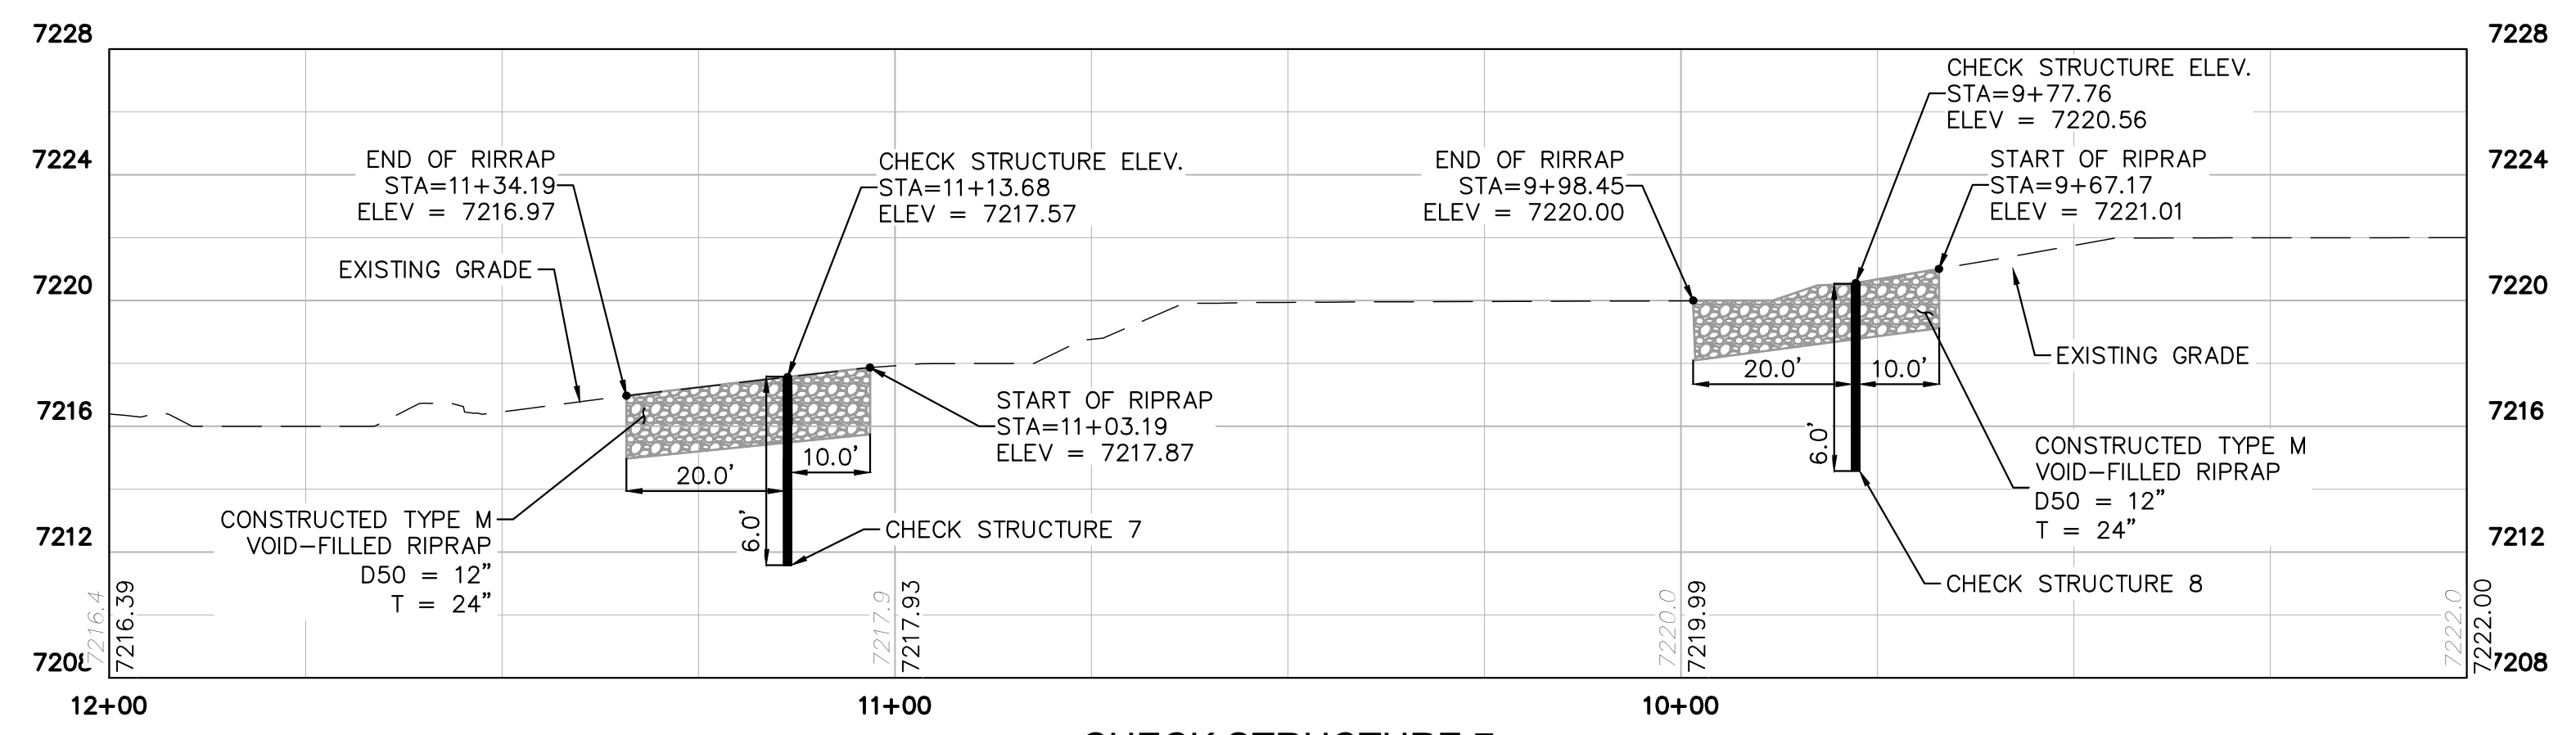 7228
7228
CHECK STRUCTURE ELEV.
STA=9+77.76
ELEV = 7220.56
7224
END OF RIRRAP
STA=11+34.19
ELEV = 7216.97
CHECK STRUCTURE ELEV.
STA=11+13.68
ELEV = 7217.57
END OF RIRRAP
STA=9+98.45
ELEV = 7220.00
START OF RIPRAP
STA=9+67.17
ELEV = 7221.01
7224
EXISTING GRADE
7220
7220
EXISTING GRADE
20.0'
10.0'
6.0'
7216
START OF RIPRAP
STA=11+03.19
ELEV = 7217.87
7216
20.0'
10.0'
6.0'
CONSTRUCTED TYPE M
VOID-FILLED RIPRAP
D50 = 12"
T = 24"
CONSTRUCTED TYPE M
VOID-FILLED RIPRAP
D50 = 12"
T = 24"
7212
CHECK STRUCTURE 7
7212
CHECK STRUCTURE 8
7216.4
7216.39
7217.9
7217.93
7220.0
7219.99
7222.0
7222.00
7208
7208
12+00
11+00
10+00